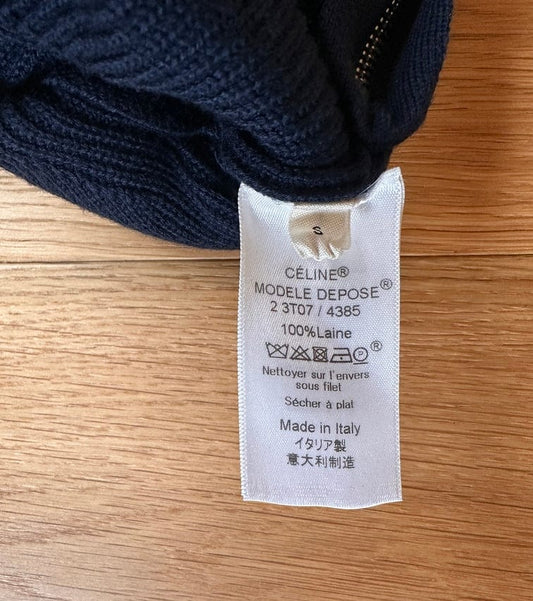 S
CÉLINE®
MODELE DEPOSE®
2 3T07 / 4385
100%Laine
P®
Nettoyer sur l'envers
sous filet
Sécher à plat
Made in Italy
イタリア製
意大利制造